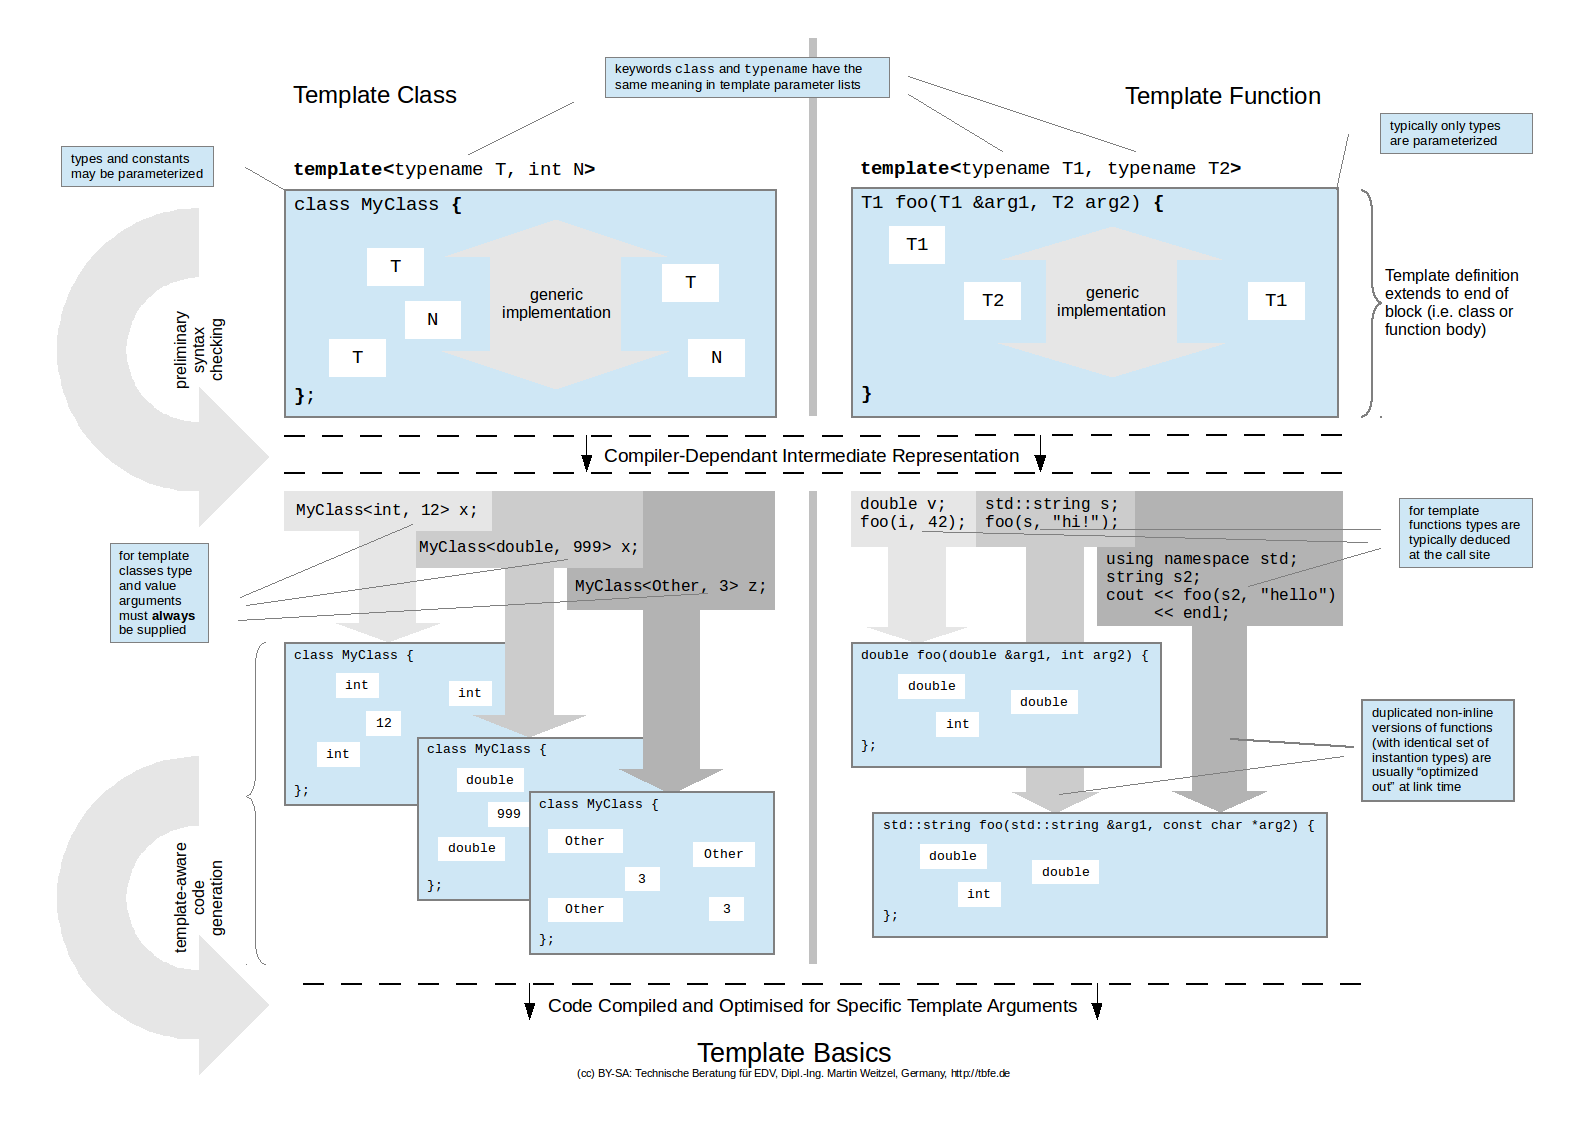 keywords class and typename have the
same meaning in template parameter lists
Template Class
Template Function
types and constants
may be parameterized
typically only types
are parameterized
template<typename T, int N>
class MyClass {
T
T
N
T
N
generic
implementation
};
template<typename T1, typename T2>
T1 foo(T1 &arg1, T2 arg2) {
T1
T2
T1
generic
implementation
}
Template definition
extends to end of
block (i.e. class or
function body)
preliminary
syntax
checking
Compiler-Dependant Intermediate Representation
MyClass<int, 12> x;
MyClass<double, 999> x;
MyClass<Other, 3> z;
double v;
foo(i, 42);
std::string s;
foo(s, "hi!");
using namespace std;
string s2;
cout << foo(s2, "hello")
<< endl;
for template
functions types are
typically deduced
at the call site
for template
classes type
and value
arguments
must always
be supplied
class MyClass {
int
int
12
int
};
class MyClass {
double
999
double
};
class MyClass {
Other
Other
3
Other
3
};
double foo(double &arg1, int arg2) {
double
double
int
};
std::string foo(std::string &arg1, const char *arg2) {
double
double
int
};
duplicated non-inline
versions of functions
(with identical set of
instantion types) are
usually “optimized
out” at link time
template-aware
code
generation
Code Compiled and Optimised for Specific Template Arguments
Template Basics
(cc) BY-SA: Technische Beratung für EDV, Dipl.-Ing. Martin Weitzel, Germany, http://tbfe.de